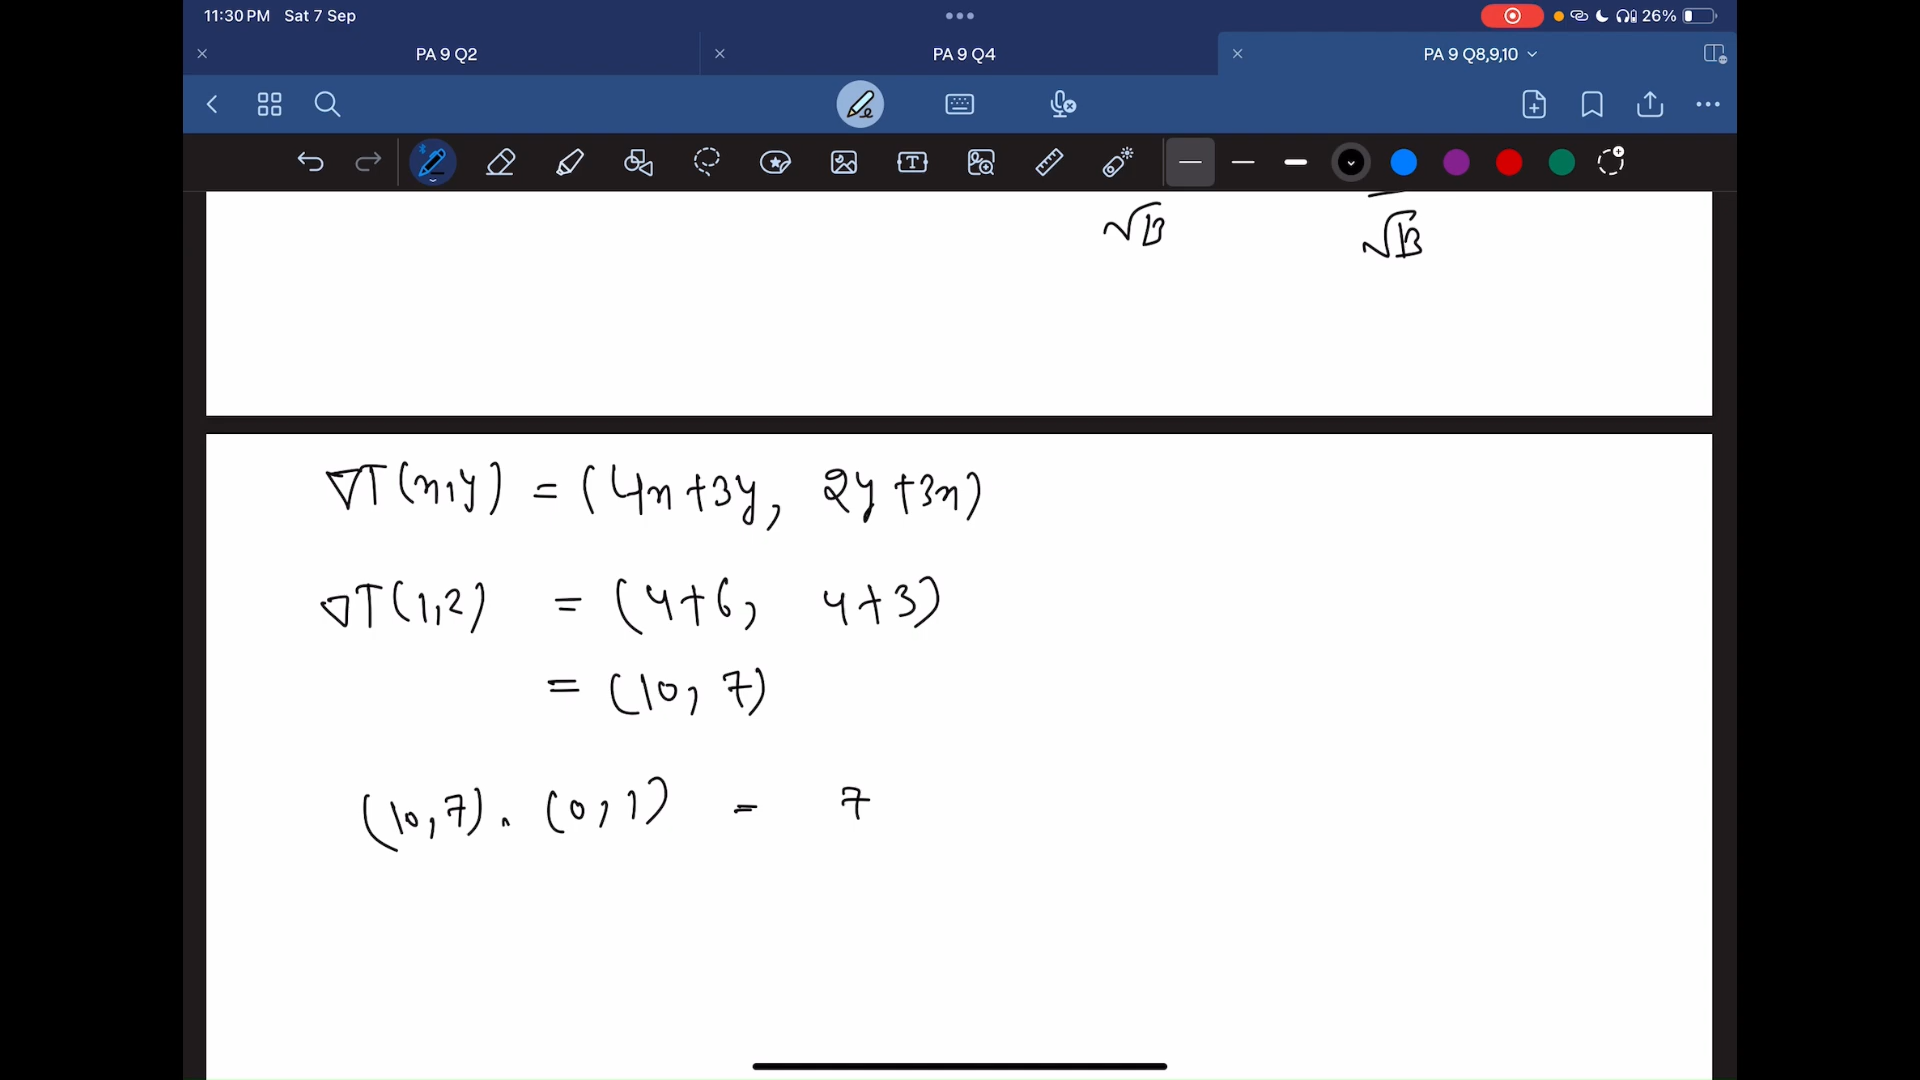 11:30 PM Sat 7 Sep 26%
PA 9 Q2 PA 9 Q4 PA 9 Q8,9,10
√13 √13
∇T(x,y) = (4x+3y, 2y+3x)
∇T(1,2) = (4+6, 4+3)
= (10, 7)
(10,7) . (0,1) = 7